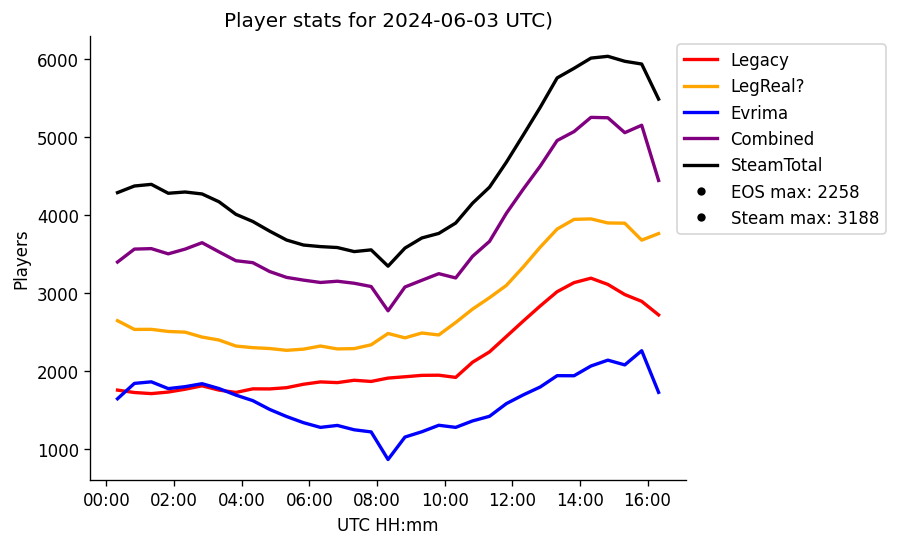 Player stats for 2024-06-03 UTC)
6000
5000
4000
3000
2000
1000
Players
00:00 02:00 04:00 06:00 08:00 10:00 12:00 14:00 16:00
UTC HH:mm
Legacy
LegReal?
Evrima
Combined
SteamTotal
EOS max: 2258
Steam max: 3188